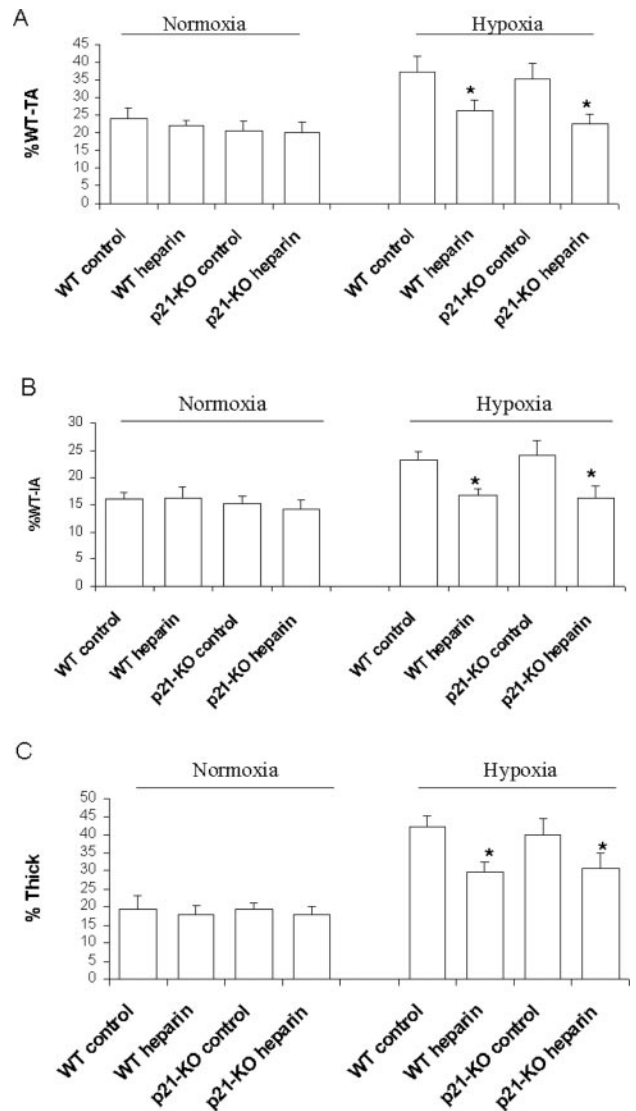 A
Normoxia
Hypoxia
%WT-TA
45
40
35
30
25
20
15
10
5
0
*
*
WT control
WT heparin
p21-KO control
p21-KO heparin
WT control
WT heparin
p21-KO control
p21-KO heparin
B
Normoxia
Hypoxia
%WT-IA
30
25
20
15
10
5
0
*
*
WT control
WT heparin
p21-KO control
p21-KO heparin
WT control
WT heparin
p21-KO control
p21-KO heparin
C
Normoxia
Hypoxia
% Thick
50
45
40
35
30
25
20
15
10
5
0
*
*
WT control
WT heparin
p21-KO control
p21-KO heparin
WT control
WT heparin
p21-KO control
p21-KO heparin